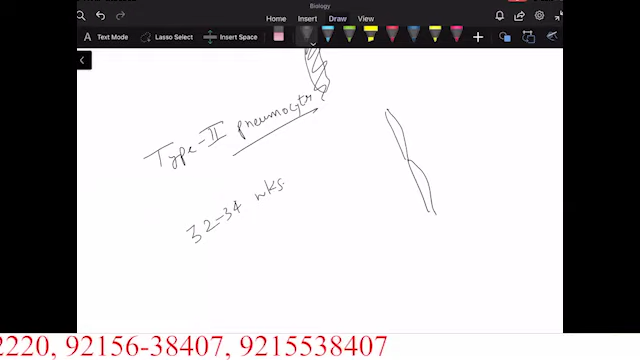 Biology
Home Insert Draw View
A Text Mode Lasso Select Insert Space
Type-II pneumocyte
32-34 wks.
2220, 92156-38407, 9215538407